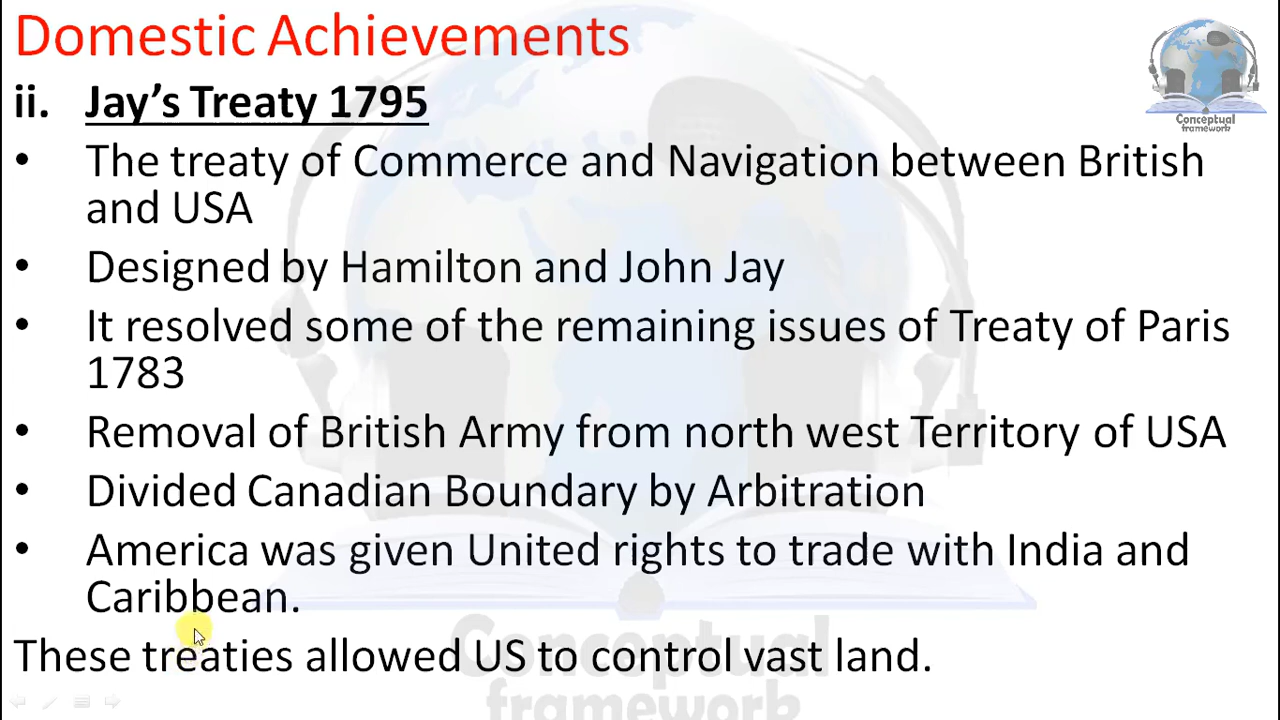 Domestic Achievements
ii. Jay’s Treaty 1795
• The treaty of Commerce and Navigation between British
and USA
• Designed by Hamilton and John Jay
• It resolved some of the remaining issues of Treaty of Paris
1783
• Removal of British Army from north west Territory of USA
• Divided Canadian Boundary by Arbitration
• America was given United rights to trade with India and
Caribbean.
These treaties allowed US to control vast land.
Conceptual
framework
Conceptual
framework